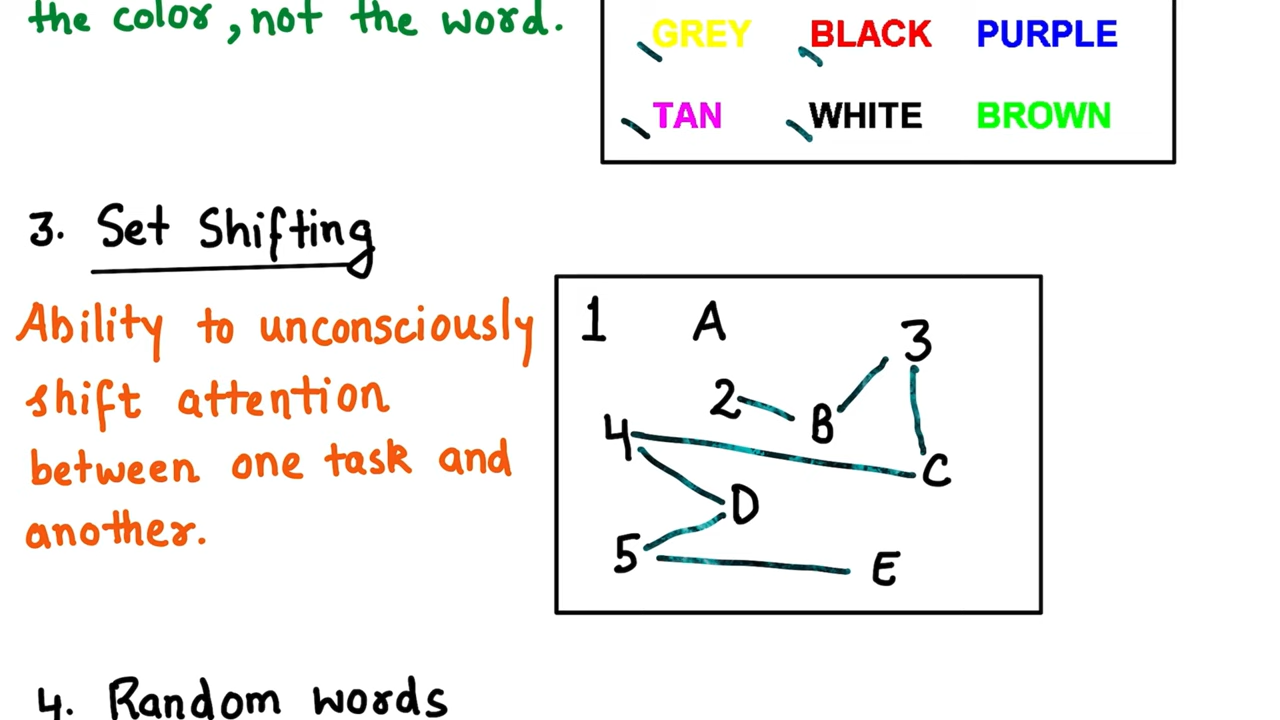 the color, not the word.
GREY BLACK PURPLE
TAN WHITE BROWN
3. Set Shifting
Ability to unconsciously
shift attention
between one task and
another.
1 A 3
2 B
4 C
D
5 E
4. Random words